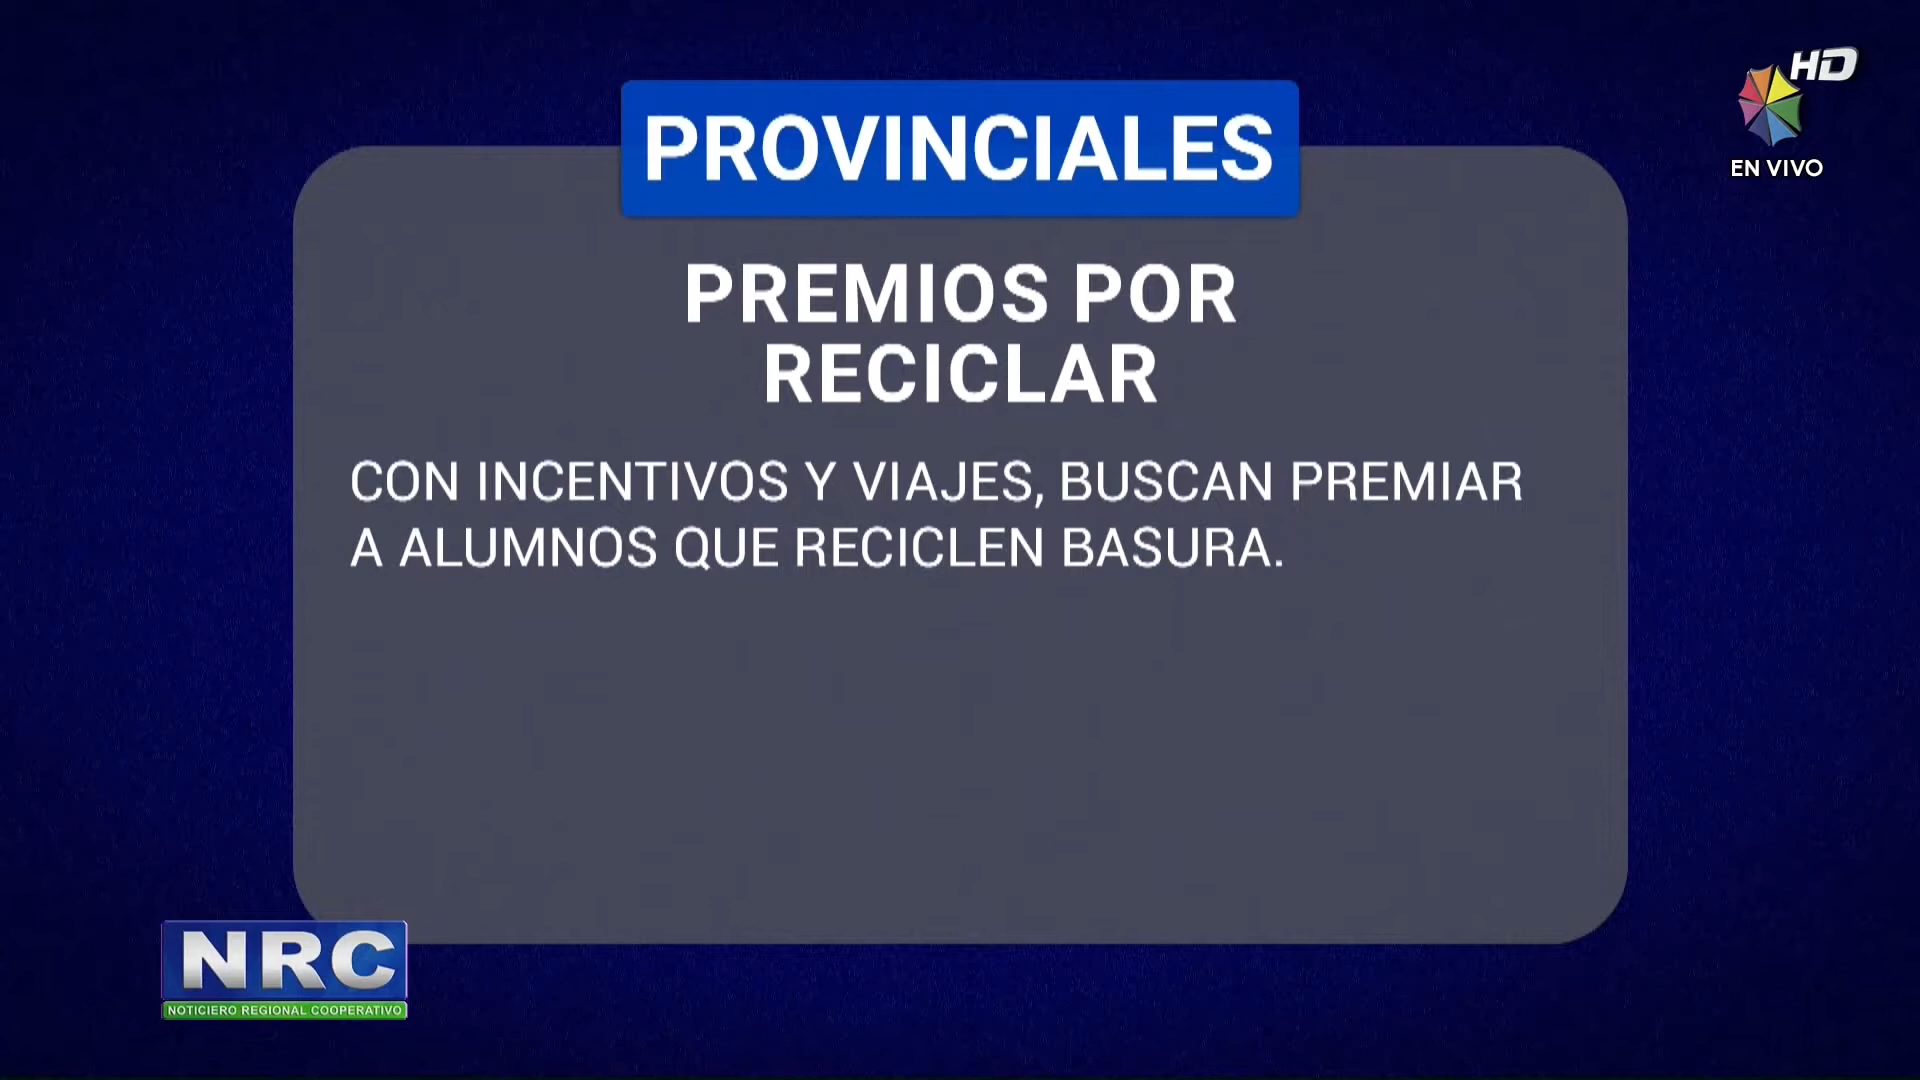 HD
EN VIVO
PROVINCIALES
PREMIOS POR
RECICLAR
CON INCENTIVOS Y VIAJES, BUSCAN PREMIAR
A ALUMNOS QUE RECICLEN BASURA.
NRC
NOTICIERO REGIONAL COOPERATIVO